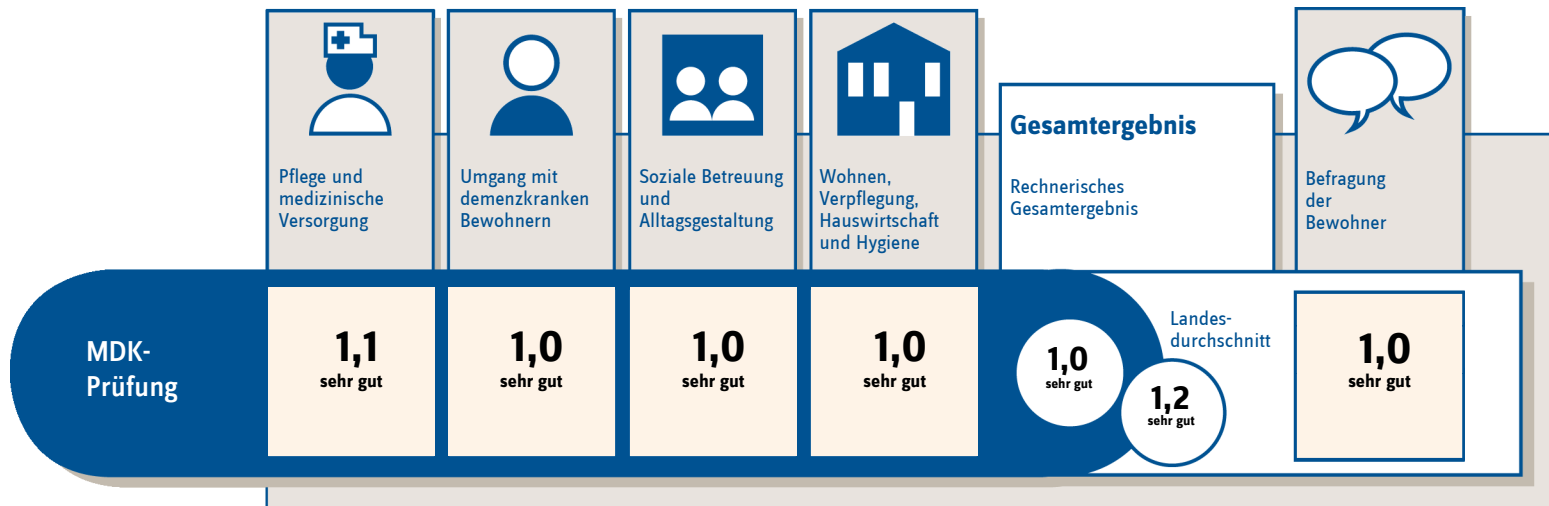 Pflege und
medizinische
Versorgung
Umgang mit
demenzkranken
Bewohnern
Soziale Betreuung
und
Alltagsgestaltung
Wohnen,
Verpflegung,
Hauswirtschaft
und Hygiene
Gesamtergebnis
Rechnerisches
Gesamtergebnis
Befragung
der
Bewohner
MDK-
Prüfung
1,1
sehr gut
1,0
sehr gut
1,0
sehr gut
1,0
sehr gut
1,0
sehr gut
Landes-
durchschnitt
1,2
sehr gut
1,0
sehr gut